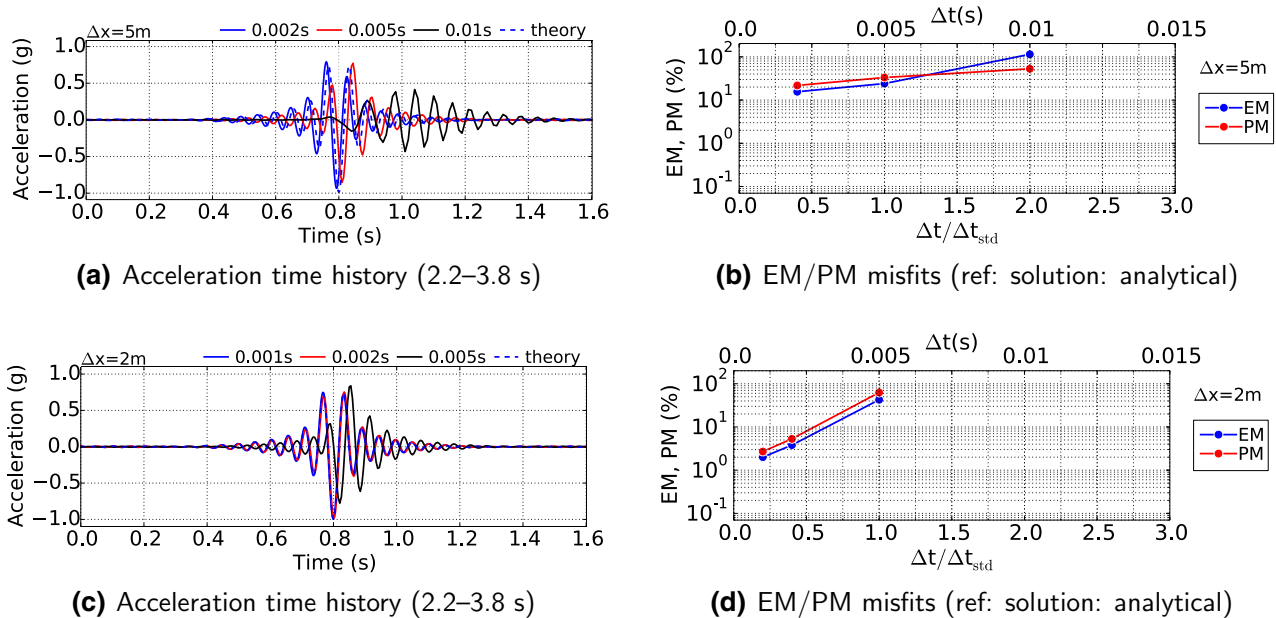 Δx=5m 0.002s 0.005s 0.01s theory
Acceleration (g)
1.0
0.5
0.0
−0.5
−1.0
0.0 0.2 0.4 0.6 0.8 1.0 1.2 1.4 1.6
Time (s)
(a) Acceleration time history (2.2–3.8 s)
Δt(s)
0.0 0.005 0.01 0.015
EM, PM (%)
10^2
10^1
10^0
10^-1
Δx=5m
EM
PM
0.0 0.5 1.0 1.5 2.0 2.5 3.0
Δt/Δt_std
(b) EM/PM misfits (ref: solution: analytical)
Δx=2m 0.001s 0.002s 0.005s theory
Acceleration (g)
1.0
0.5
0.0
−0.5
−1.0
0.0 0.2 0.4 0.6 0.8 1.0 1.2 1.4 1.6
Time (s)
(c) Acceleration time history (2.2–3.8 s)
Δt(s)
0.0 0.005 0.01 0.015
EM, PM (%)
10^2
10^1
10^0
10^-1
Δx=2m
EM
PM
0.0 0.5 1.0 1.5 2.0 2.5 3.0
Δt/Δt_std
(d) EM/PM misfits (ref: solution: analytical)